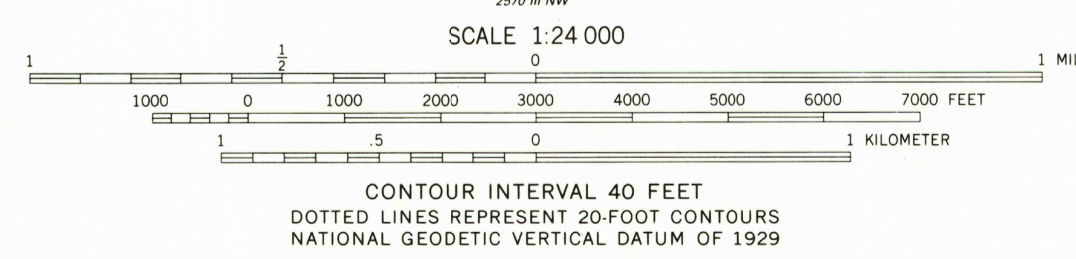 SCALE 1:24 000
1 1/2 0 1
1000 0 1000 2000 3000 4000 5000 6000 7000 FEET
1 .5 0 1 KILOMETER
CONTOUR INTERVAL 40 FEET
DOTTED LINES REPRESENT 20-FOOT CONTOURS
NATIONAL GEODETIC VERTICAL DATUM OF 1929